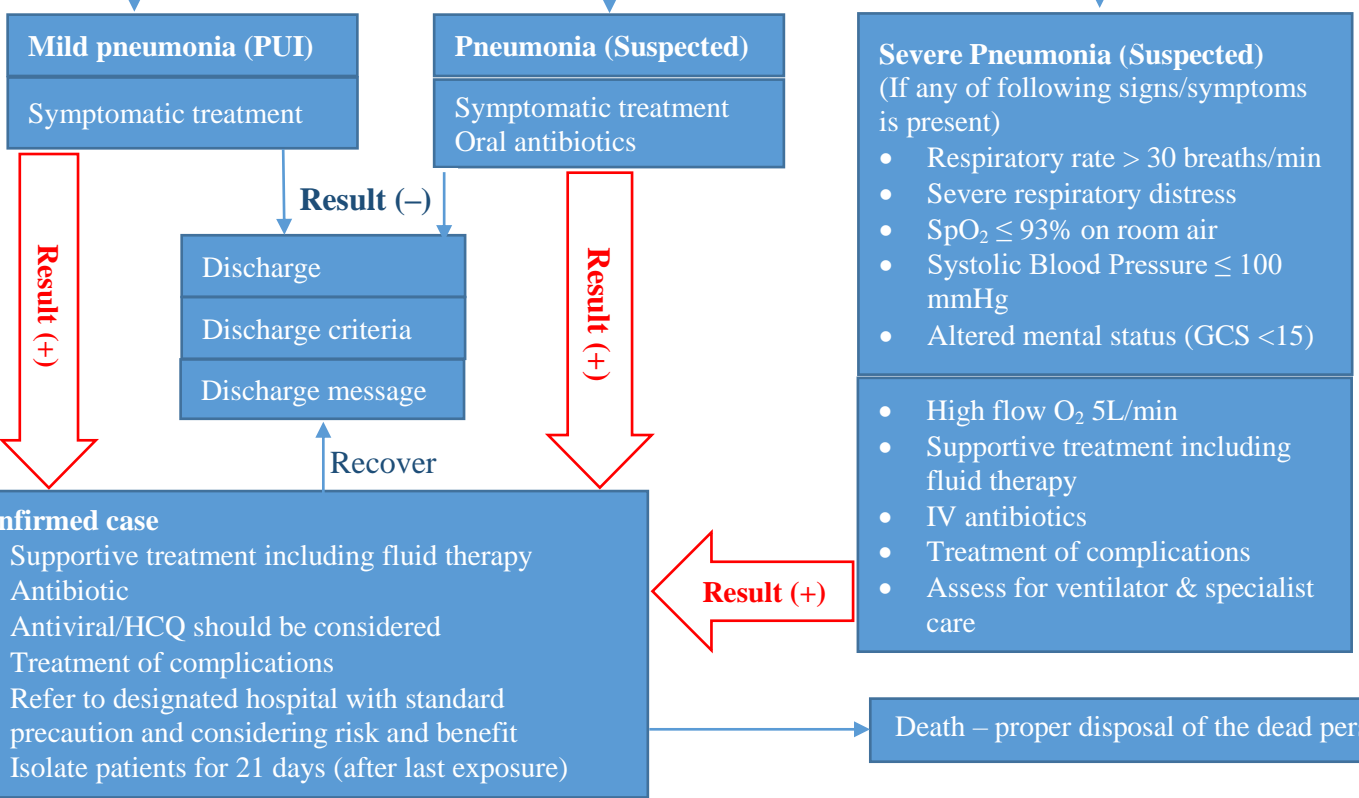 Mild pneumonia (PUI)
Symptomatic treatment
Pneumonia (Suspected)
Symptomatic treatment
Oral antibiotics
Severe Pneumonia (Suspected)
(If any of following signs/symptoms
is present)
• Respiratory rate > 30 breaths/min
• Severe respiratory distress
• SpO₂ ≤ 93% on room air
• Systolic Blood Pressure ≤ 100
mmHg
• Altered mental status (GCS <15)
• High flow O₂ 5L/min
• Supportive treatment including
fluid therapy
• IV antibiotics
• Treatment of complications
• Assess for ventilator & specialist
care
Result (–)
Result (+)
Result (+)
Discharge
Discharge criteria
Discharge message
Recover
Result (+)
nfirmed case
Supportive treatment including fluid therapy
Antibiotic
Antiviral/HCQ should be considered
Treatment of complications
Refer to designated hospital with standard
precaution and considering risk and benefit
Isolate patients for 21 days (after last exposure)
Death – proper disposal of the dead per